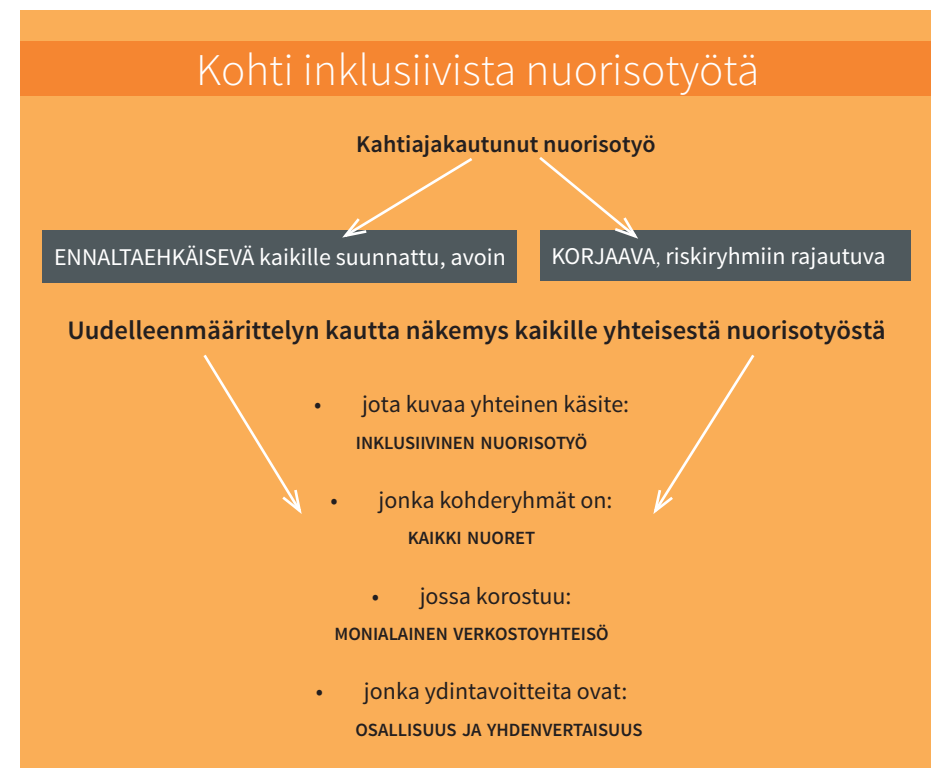 Kohti inklusiivista nuorisotyötä
Kahtiajakautunut nuorisotyö
ENNALTAEHKÄISEVÄ kaikille suunnattu, avoin
KORJAAVA, riskiryhmiin rajautuva
Uudelleenmäärittelyn kautta näkemys kaikille yhteisestä nuorisotyöstä
• jota kuvaa yhteinen käsite:
INKLUSIIVINEN NUORISOTYÖ
• jonka kohderyhmät on:
KAIKKI NUORET
• jossa korostuu:
MONIALAINEN VERKOSTOYHTEISÖ
• jonka ydintavoitteita ovat:
OSALLISUUS JA YHDENVERTAISUUS